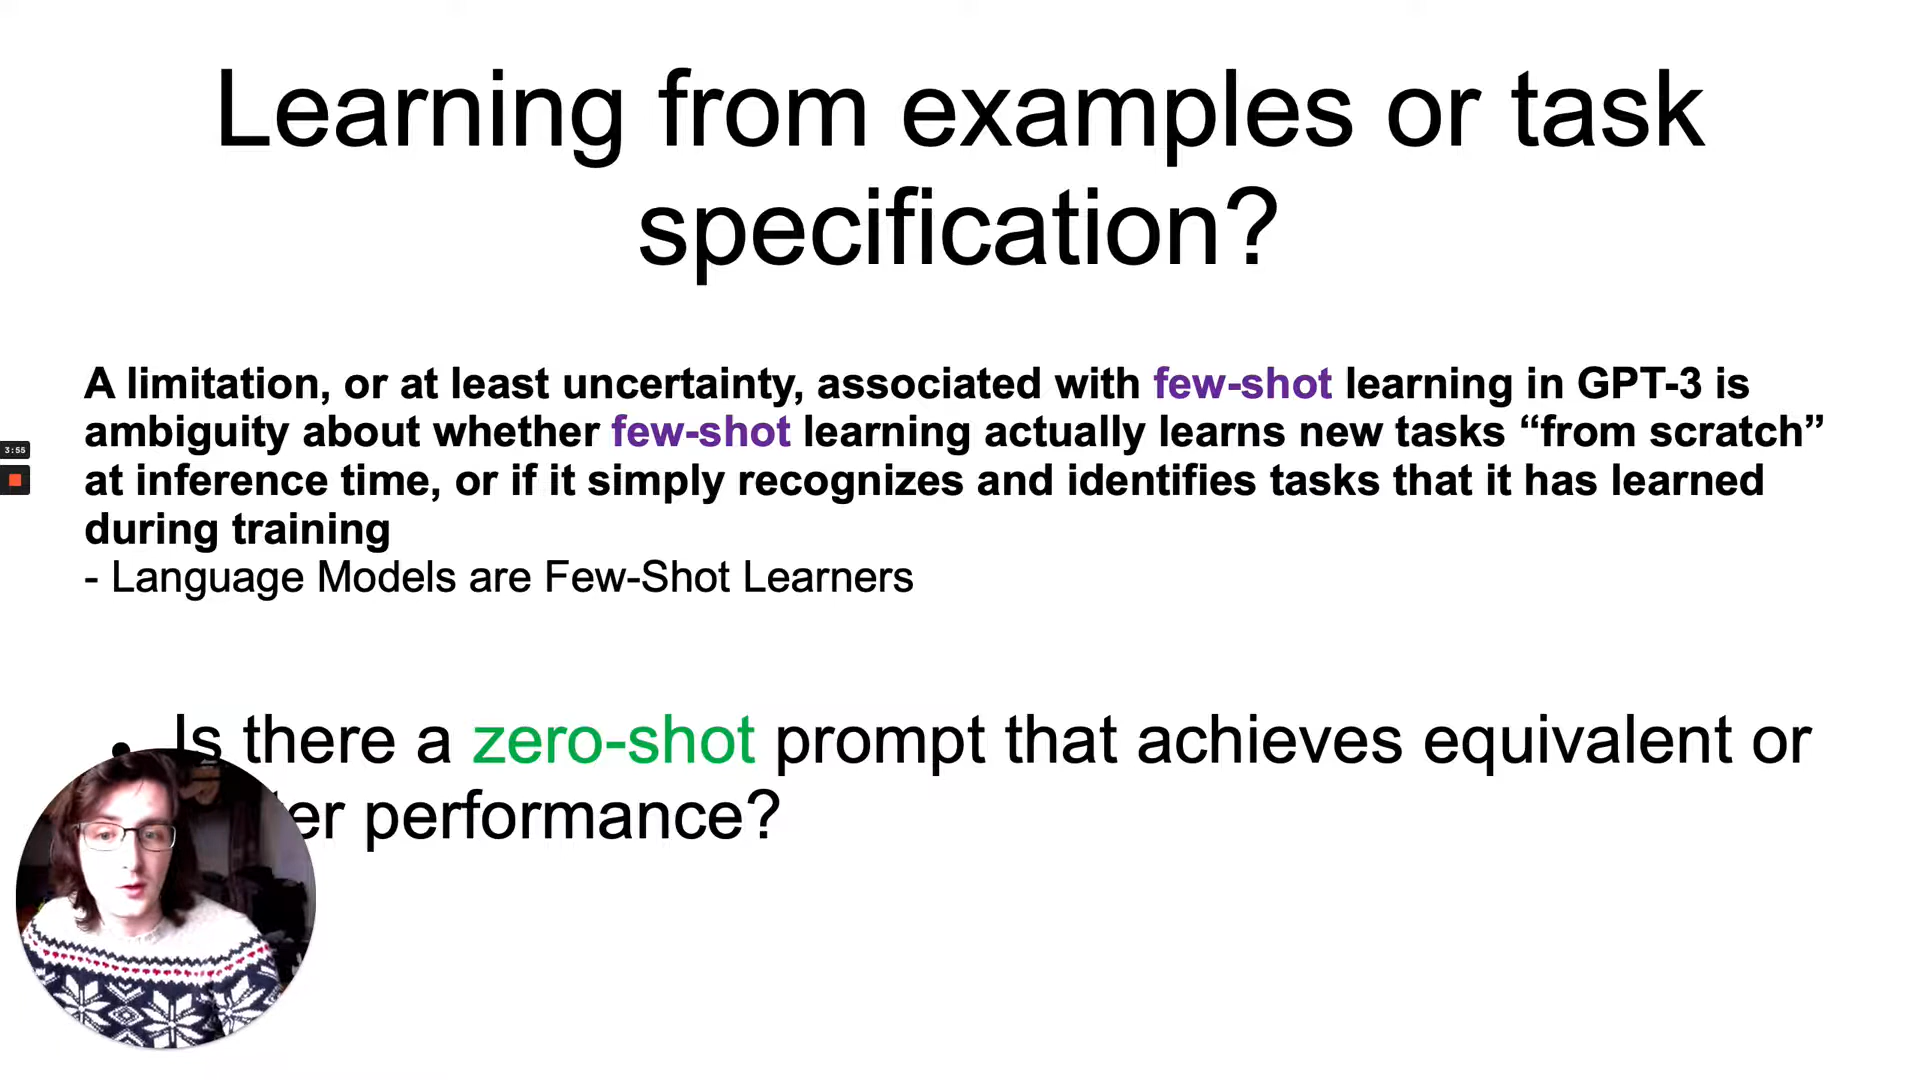 Learning from examples or task
specification?
A limitation, or at least uncertainty, associated with few-shot learning in GPT-3 is
ambiguity about whether few-shot learning actually learns new tasks “from scratch”
at inference time, or if it simply recognizes and identifies tasks that it has learned
during training
- Language Models are Few-Shot Learners
3:55
• Is there a zero-shot prompt that achieves equivalent or
performance?